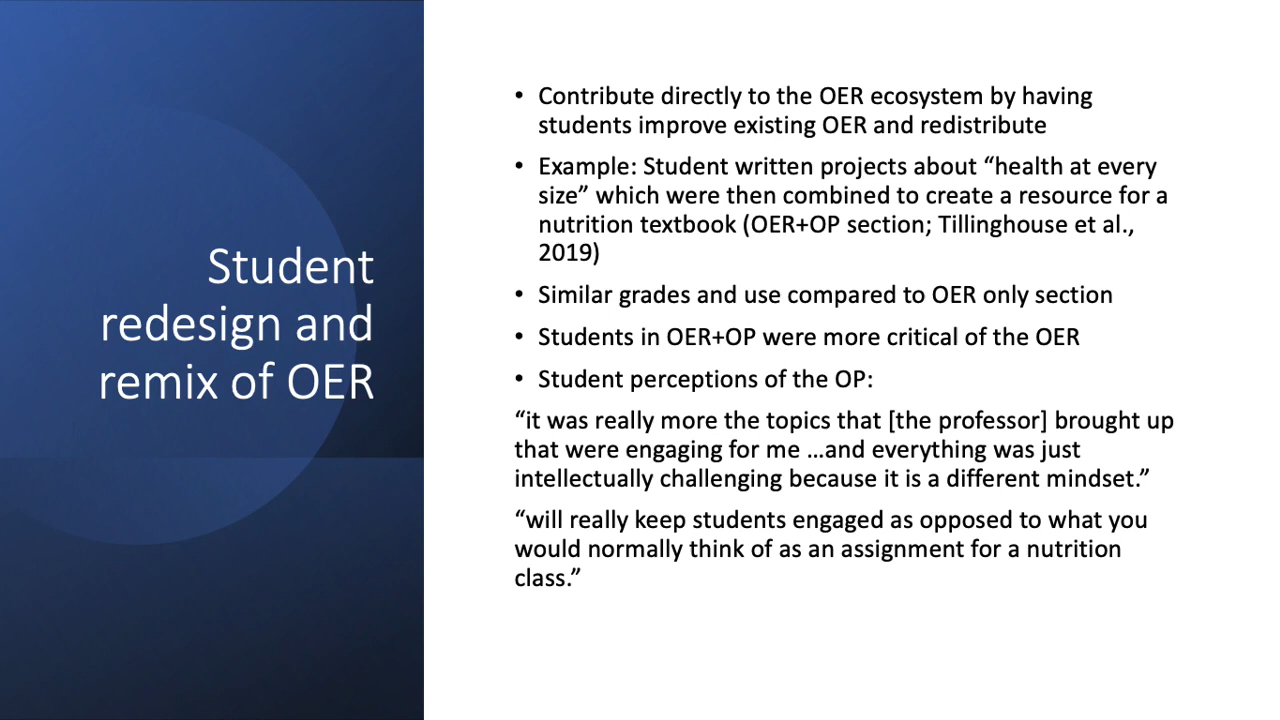 Student
redesign and
remix of OER
• Contribute directly to the OER ecosystem by having
students improve existing OER and redistribute
• Example: Student written projects about “health at every
size” which were then combined to create a resource for a
nutrition textbook (OER+OP section; Tillinghouse et al.,
2019)
• Similar grades and use compared to OER only section
• Students in OER+OP were more critical of the OER
• Student perceptions of the OP:
“it was really more the topics that [the professor] brought up
that were engaging for me …and everything was just
intellectually challenging because it is a different mindset.”
“will really keep students engaged as opposed to what you
would normally think of as an assignment for a nutrition
class.”